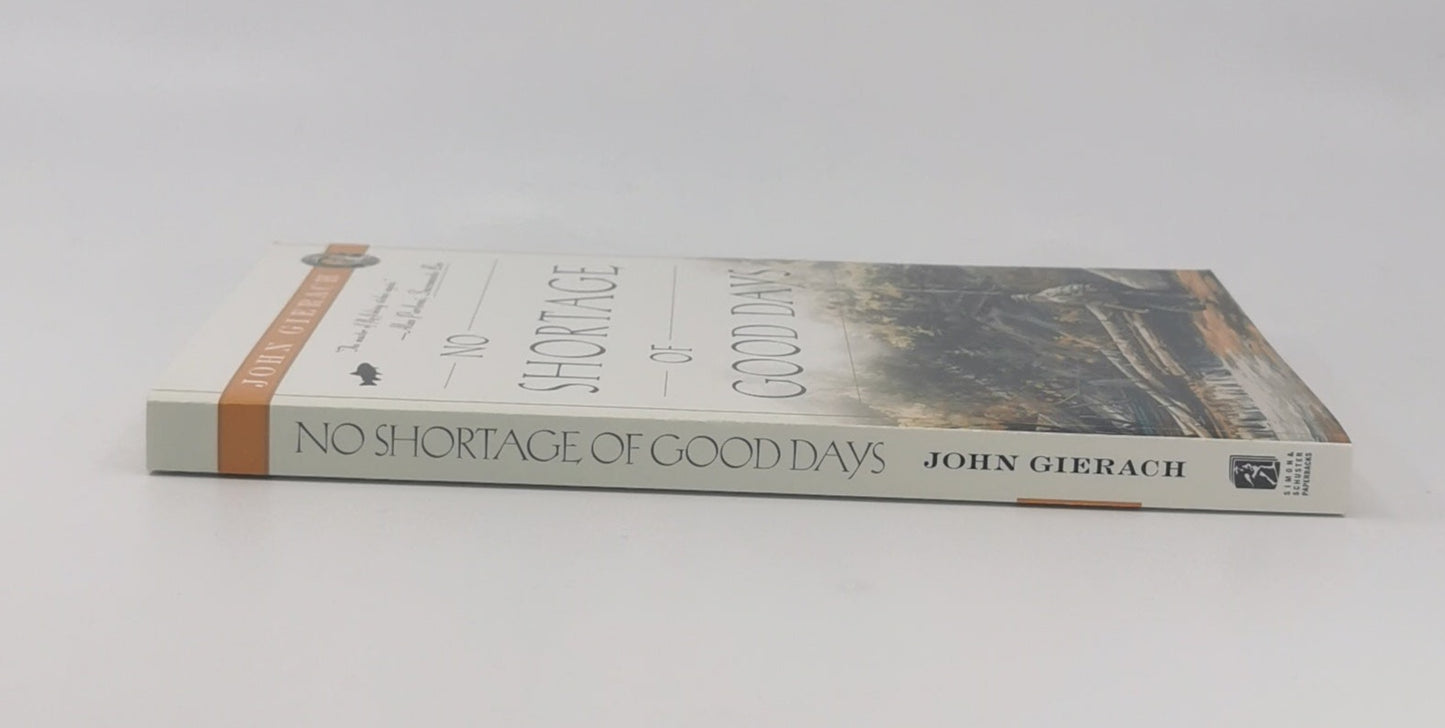 JOHN GIERACH
NO
SHORTAGE
OF
GOOD DAYS
NO SHORTAGE OF GOOD DAYS JOHN GIERACH
SIMON &
SCHUSTER
PAPERBACKS